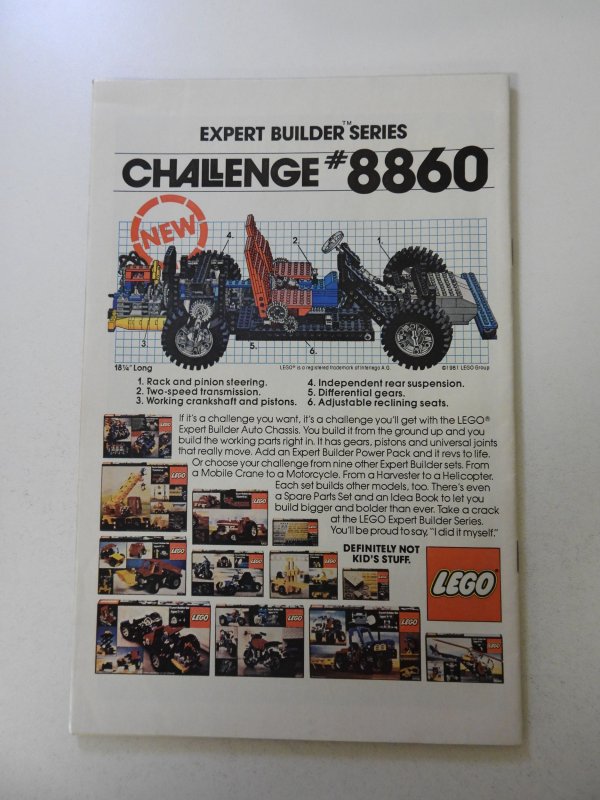 EXPERT BUILDER™ SERIES
CHALLENGE #8860
NEW
4.
2.
1.
3.
5.
6.
18¼" Long
LEGO® is a registered trademark of Interlego A.G.
©1981 LEGO Group
1. Rack and pinion steering.
2. Two-speed transmission.
3. Working crankshaft and pistons.
4. Independent rear suspension.
5. Differential gears.
6. Adjustable reclining seats.
If it's a challenge you want, it's a challenge you'll get with the LEGO®
Expert Builder Auto Chassis. You build it from the ground up and you
build the working parts right in. It has gears, pistons and universal joints
that really move. Add an Expert Builder Power Pack and it revs to life.
Or choose your challenge from nine other Expert Builder sets. From
a Mobile Crane to a Motorcycle. From a Harvester to a Helicopter.
Each set builds other models, too. There's even
a Spare Parts Set and an Idea Book to let you
build bigger and bolder than ever. Take a crack
at the LEGO Expert Builder Series.
You'll be proud to say, "I did it myself."
DEFINITELY NOT
KID'S STUFF.
LEGO